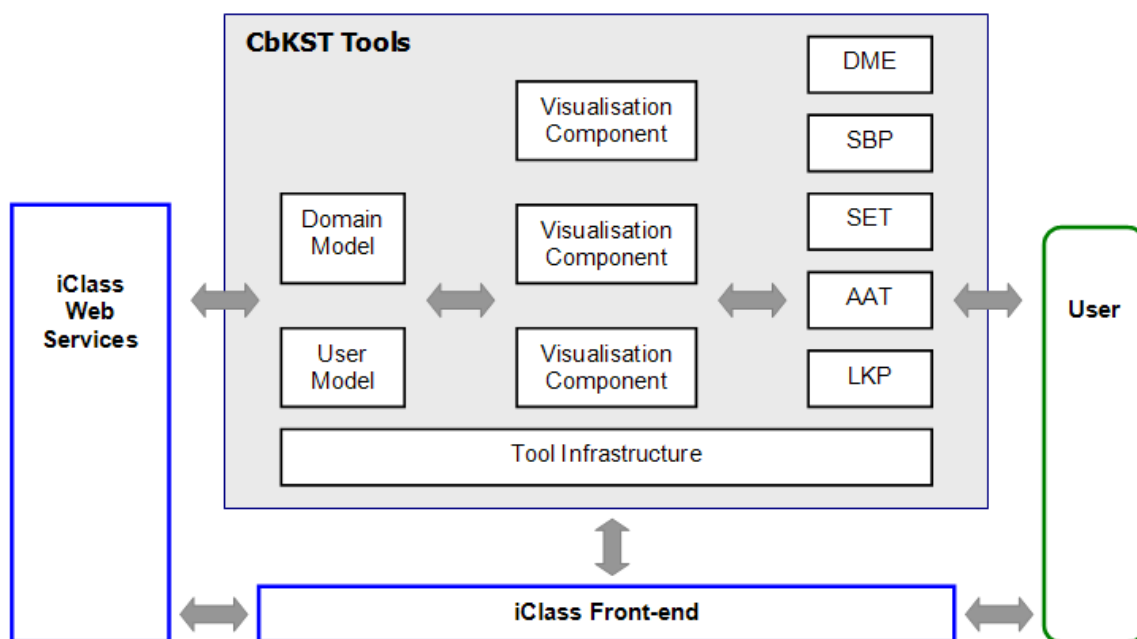 CbKST Tools
DME
Visualisation
Component
SBP
Domain
Model
Visualisation
Component
SET
iClass
Web
Services
AAT
User
User
Model
Visualisation
Component
LKP
Tool Infrastructure
iClass Front-end